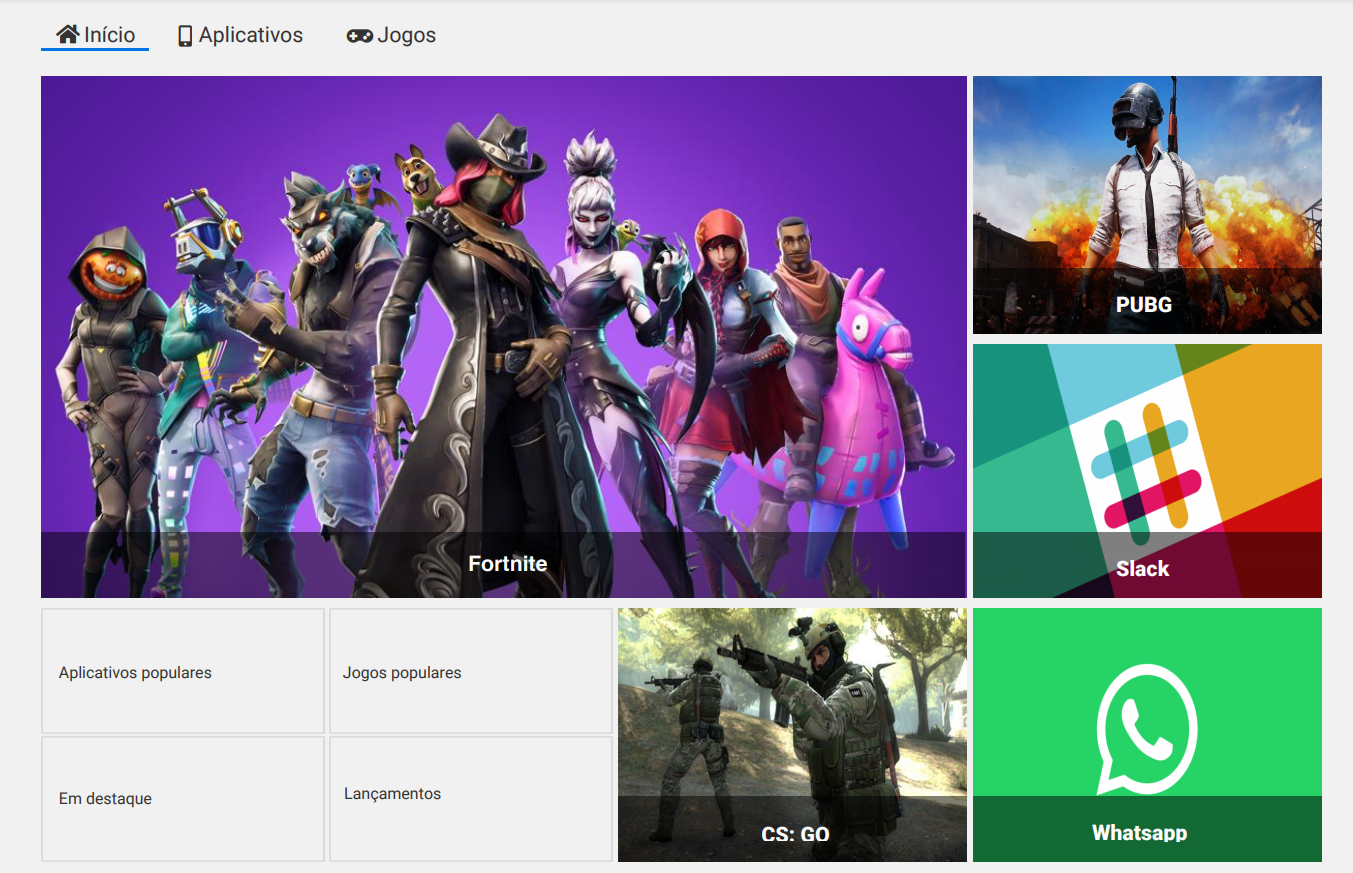 Início
Aplicativos
Jogos
Fortnite
PUBG
Slack
Aplicativos populares
Jogos populares
Em destaque
Lançamentos
CS: GO
Whatsapp